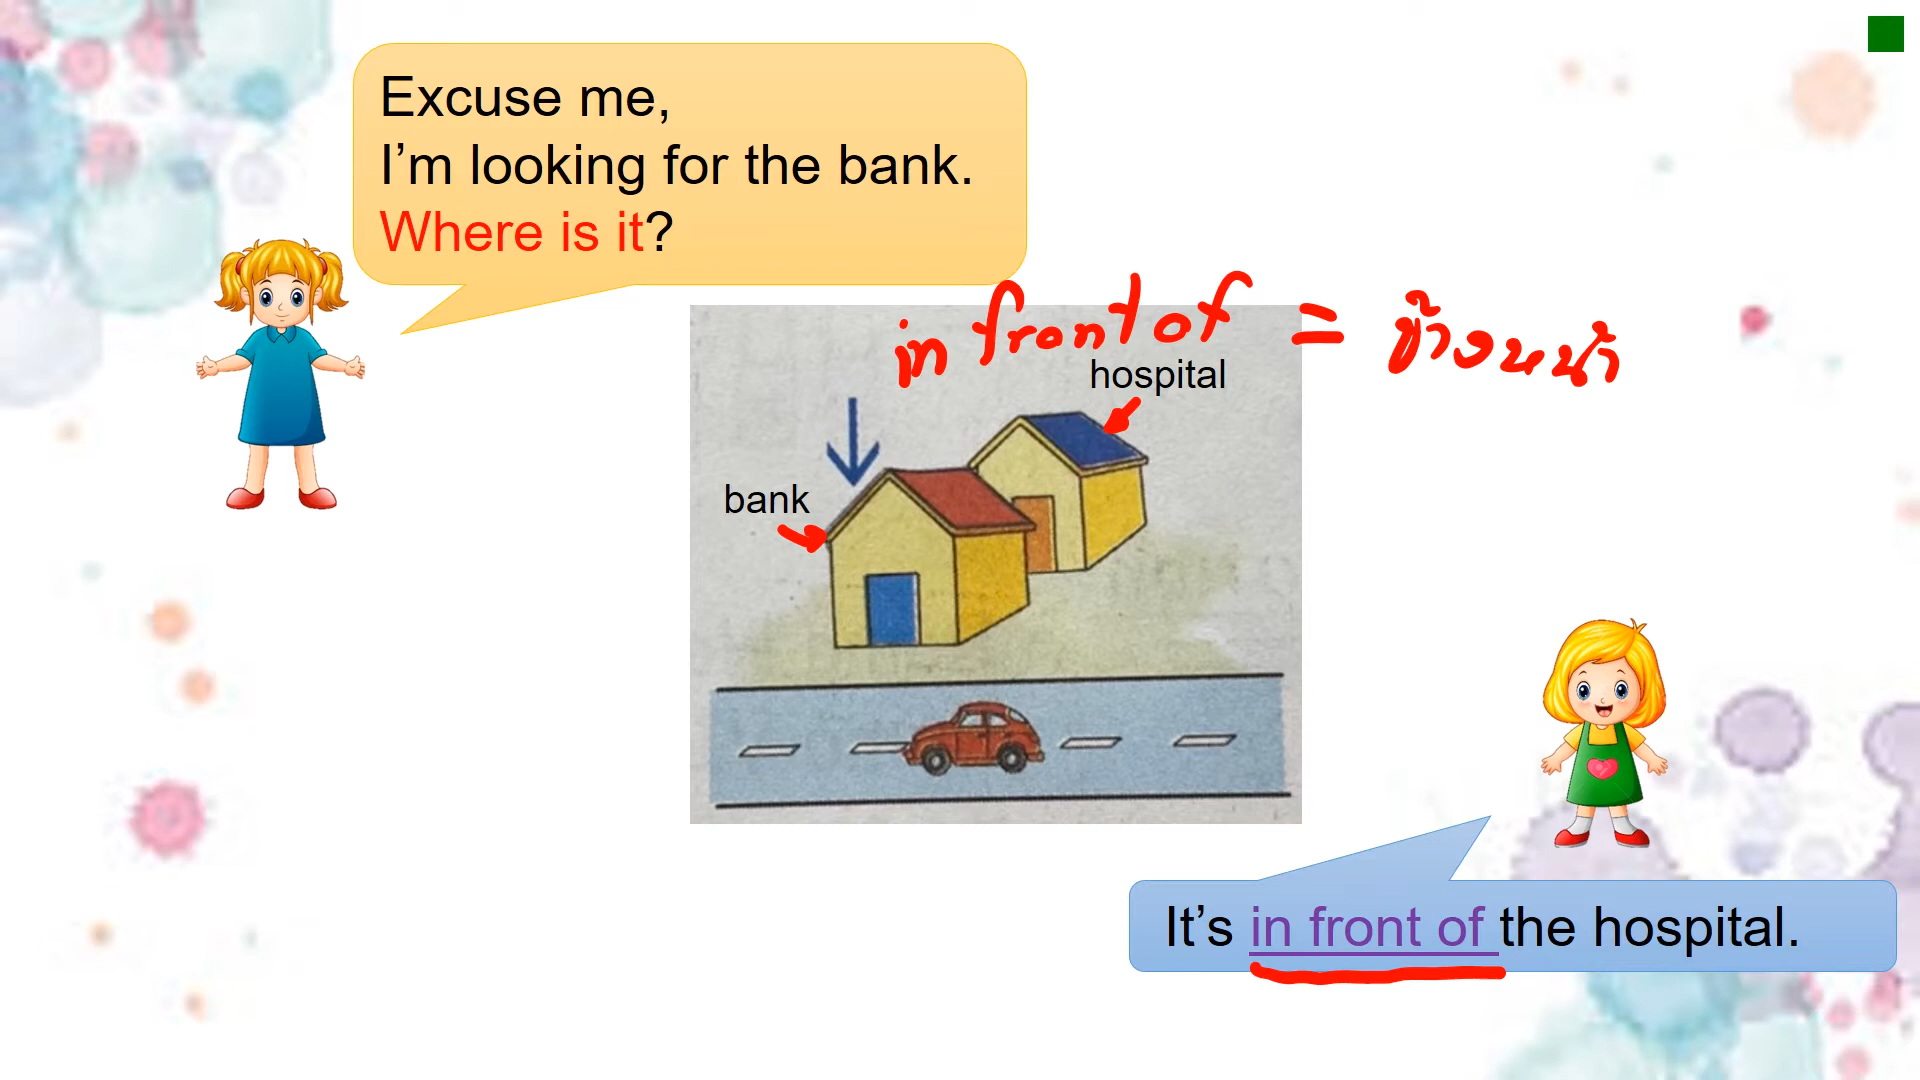 Excuse me,
I’m looking for the bank.
Where is it?
in front of = ข้างหน้า
hospital
bank
It’s in front of the hospital.